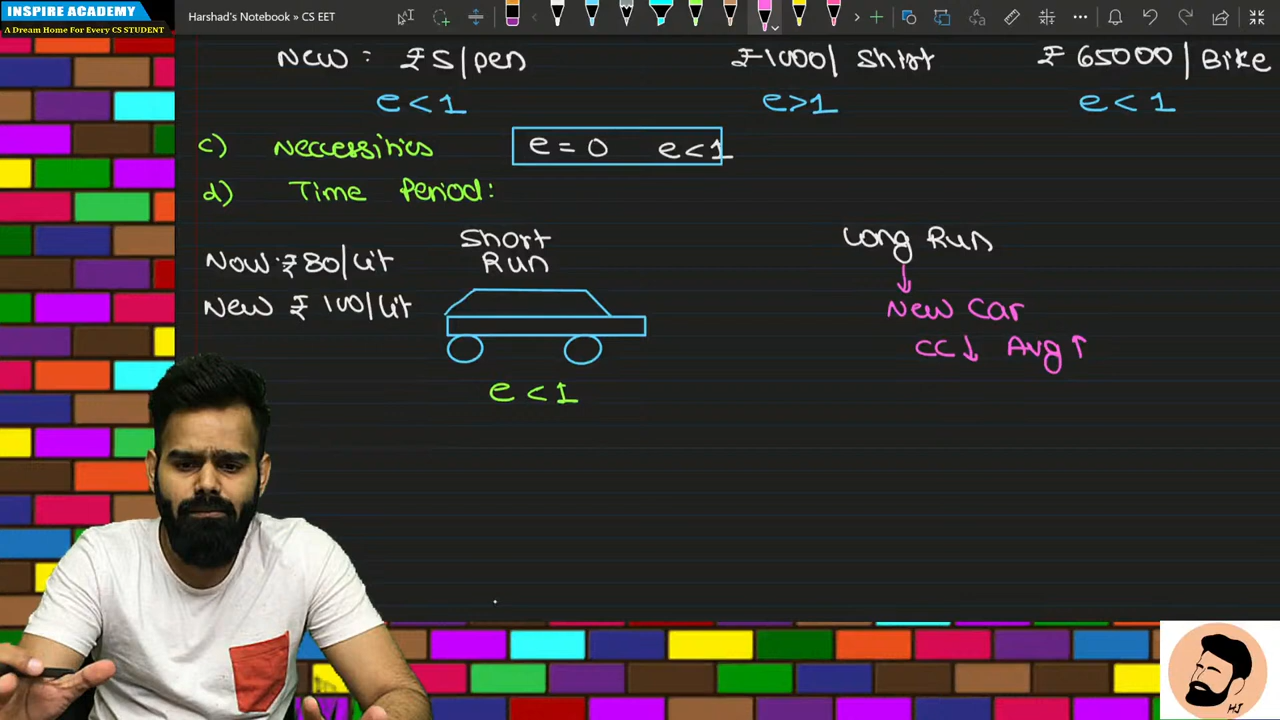 INSPIRE ACADEMY
A Dream Home For Every CS STUDENT
Harshad's Notebook » CS EET
New : ₹5/pen ₹1000/ Shirt ₹ 65000/Bike
e < 1 e>1 e < 1
c) Neccessities e = 0 e<1
d) Time Period:
Short Run Long Run
Now ₹80/Lit
New ₹ 100/Lit
New Car
CC↓ Avg↑
e < 1
HJ